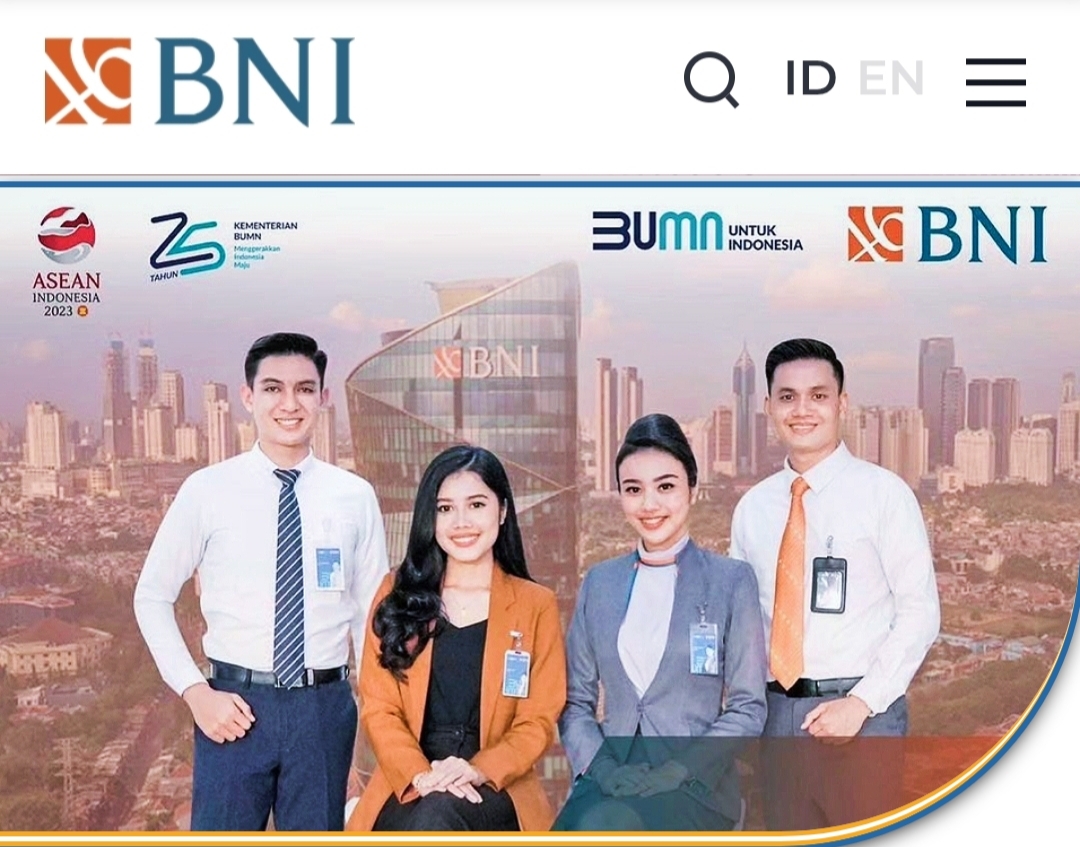 BNI
ID EN
ASEAN
INDONESIA
2023
25
TAHUN
KEMENTERIAN
BUMN
Menggerakkan
Indonesia
Maju
BUMN UNTUK
INDONESIA
BNI
BNI